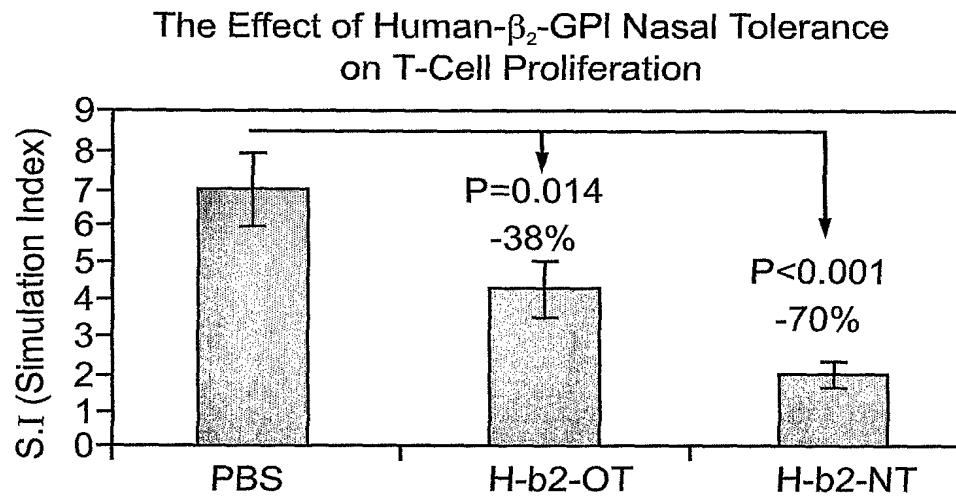 The Effect of Human-β₂-GPI Nasal Tolerance
on T-Cell Proliferation
S.I (Simulation Index)
9
8
7
6
5
4
3
2
1
0
P=0.014
-38%
P<0.001
-70%
PBS
H-b2-OT
H-b2-NT